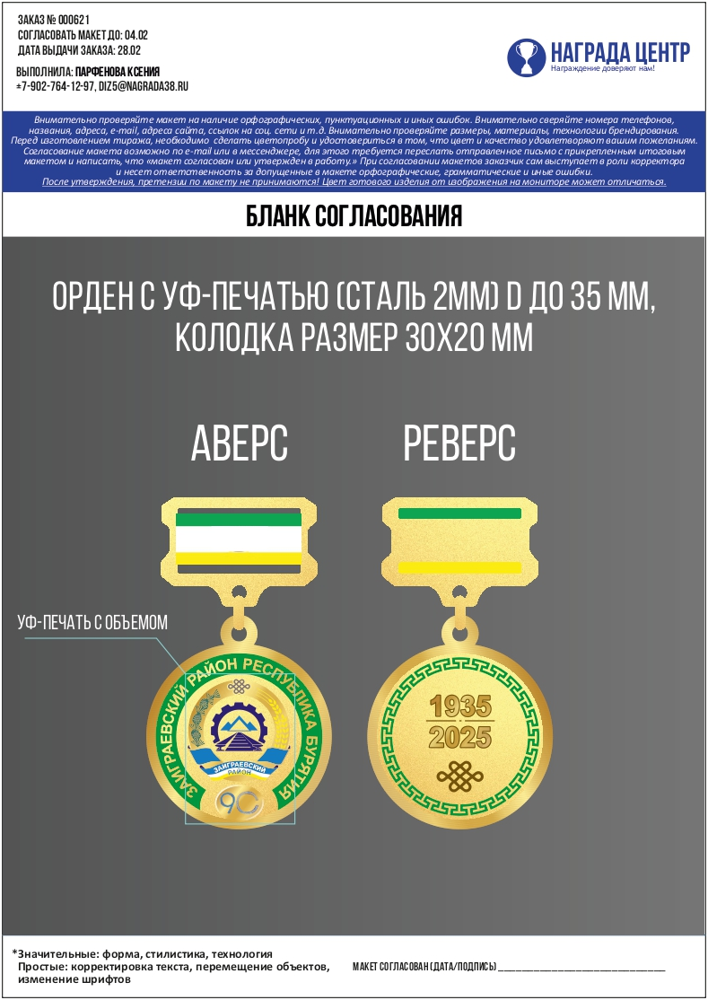 ЗАКАЗ № 000621
СОГЛАСОВАТЬ МАКЕТ ДО: 04.02
ДАТА ВЫДАЧИ ЗАКАЗА: 28.02
ВЫПОЛНИЛА: ПАРФЕНОВА КСЕНИЯ
+7-902-764-12-97, DIZ5@NAGRADA38.RU
НАГРАДА ЦЕНТР
Награждение доверяют нам!
Внимательно проверяйте макет на наличие орфографических, пунктуационных и иных ошибок. Внимательно сверяйте номера телефонов,
названия, адреса, e-mail, адреса сайта, ссылок на соц. сети и т.д. Внимательно проверяйте размеры, материалы, технологии брендирования.
Перед изготовлением тиража, необходимо сделать цветопробу и удостовериться в том, что цвет и качество удовлетворяют вашим пожеланиям.
Согласование макета возможно по e-mail или в мессенджере, для этого требуется переслать отправленное письмо с прикрепленным итоговым
макетом и написать, что «макет согласован или утвержден в работу.» При согласовании макетов заказчик сам выступает в роли корректора
и несет ответственность за допущенные в макете орфографические, грамматические и иные ошибки.
После утверждения, претензии по макету не принимаются! Цвет готового изделия от изображения на мониторе может отличаться.
БЛАНК СОГЛАСОВАНИЯ
ОРДЕН С УФ-ПЕЧАТЬЮ (СТАЛЬ 2ММ) D ДО 35 ММ,
КОЛОДКА РАЗМЕР 30Х20 ММ
АВЕРС
РЕВЕРС
УФ-ПЕЧАТЬ С ОБЪЕМОМ
ЗАИГРАЕВСКИЙ РАЙОН РЕСПУБЛИКА БУРЯТИЯ
ЗАИГРАЕВСКИЙ
РАЙОН
90
1935
2025
*Значительные: форма, стилистика, технология
Простые: корректировка текста, перемещение объектов,
изменение шрифтов
МАКЕТ СОГЛАСОВАН (ДАТА/ПОДПИСЬ) ____________________________